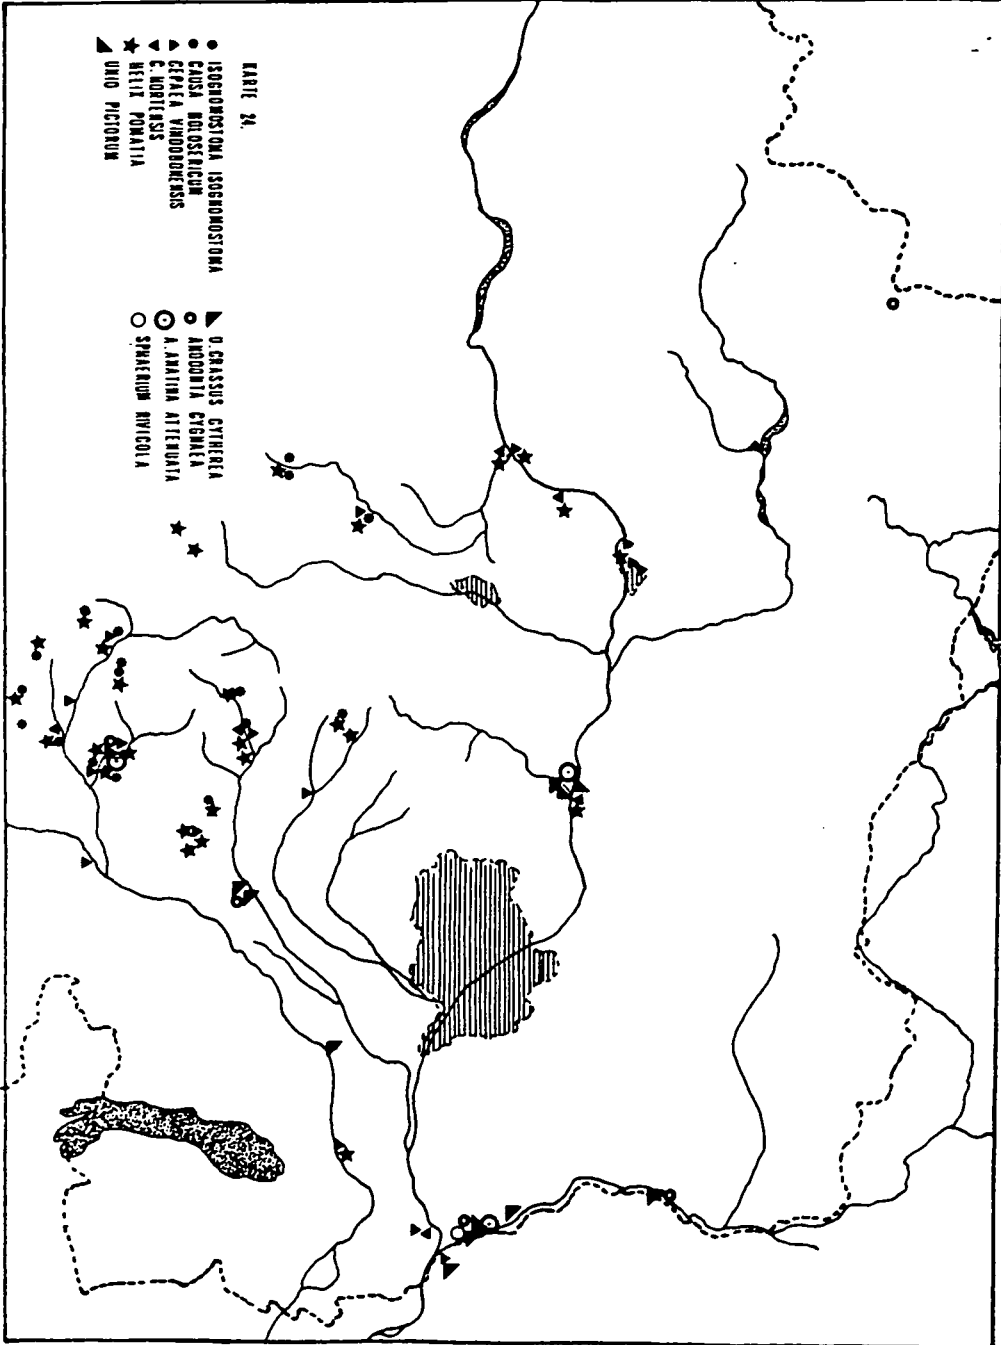 KARTE 24.
● ISOGNOMOSTOMA ISOGNOMOSTOMA
● CAUSA HOLOSERICUM
▲ CEPAEA VINDOBONENSIS
▼ C. HORTENSIS
★ HELIX POMATIA
◢ UNIO PICTORUM
◣ U. CRASSUS CYTHEREA
○ ANODONTA CYGNAEA
⊙ A. ANATINA ATTENUATA
○ SPHAERIUM RIVICOLA